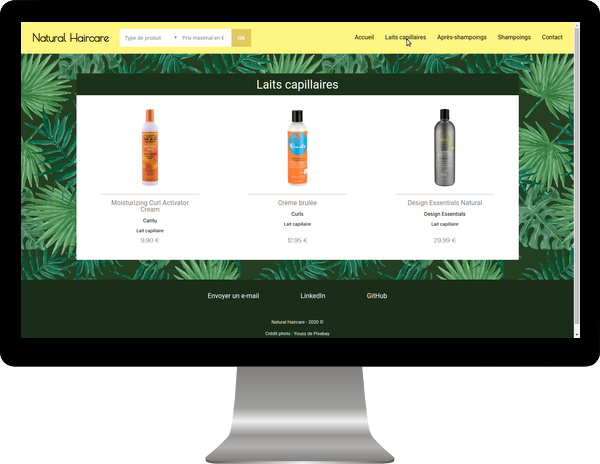 Natural Haircare
Type de produit
Prix maximal en €
Ok
Accueil
Laits capillaires
Après-shampoings
Shampoings
Contact
Laits capillaires
Moisturizing Curl Activator
Cream
Cantu
Lait capillaire
9.90 €
Crème brulée
Curls
Lait capillaire
12.95 €
Design Essentials Natural
Design Essentials
Lait capillaire
29.99 €
Envoyer un e-mail
LinkedIn
GitHub
Natural Haircare - 2020 ©
Crédit photo : Yousz de Pixabay